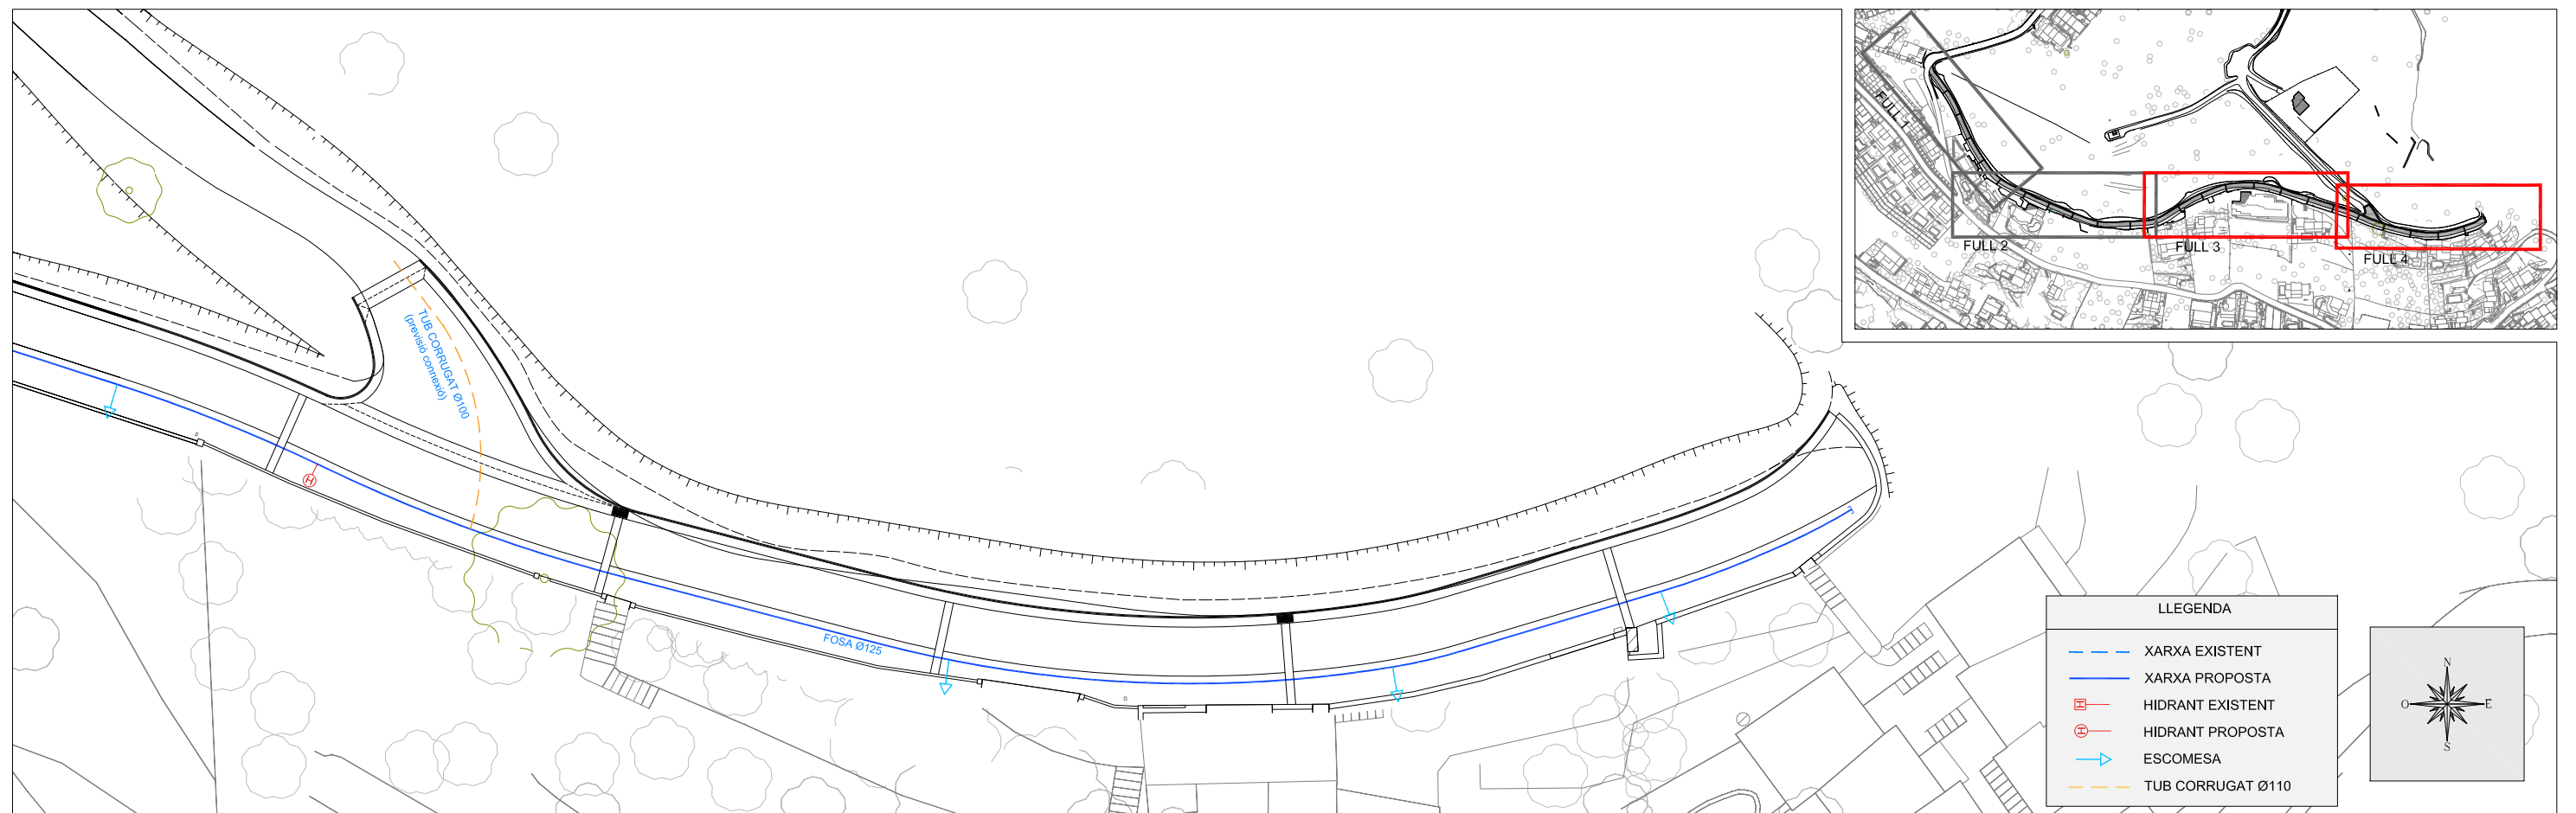 FULL 1
FULL 2
FULL 3
FULL 4
TUB CORRUGAT Ø100
(previsió connexió)
H
FOSA Ø125
LLEGENDA
XARXA EXISTENT
XARXA PROPOSTA
H HIDRANT EXISTENT
H HIDRANT PROPOSTA
ESCOMESA
TUB CORRUGAT Ø110
N
O E
S